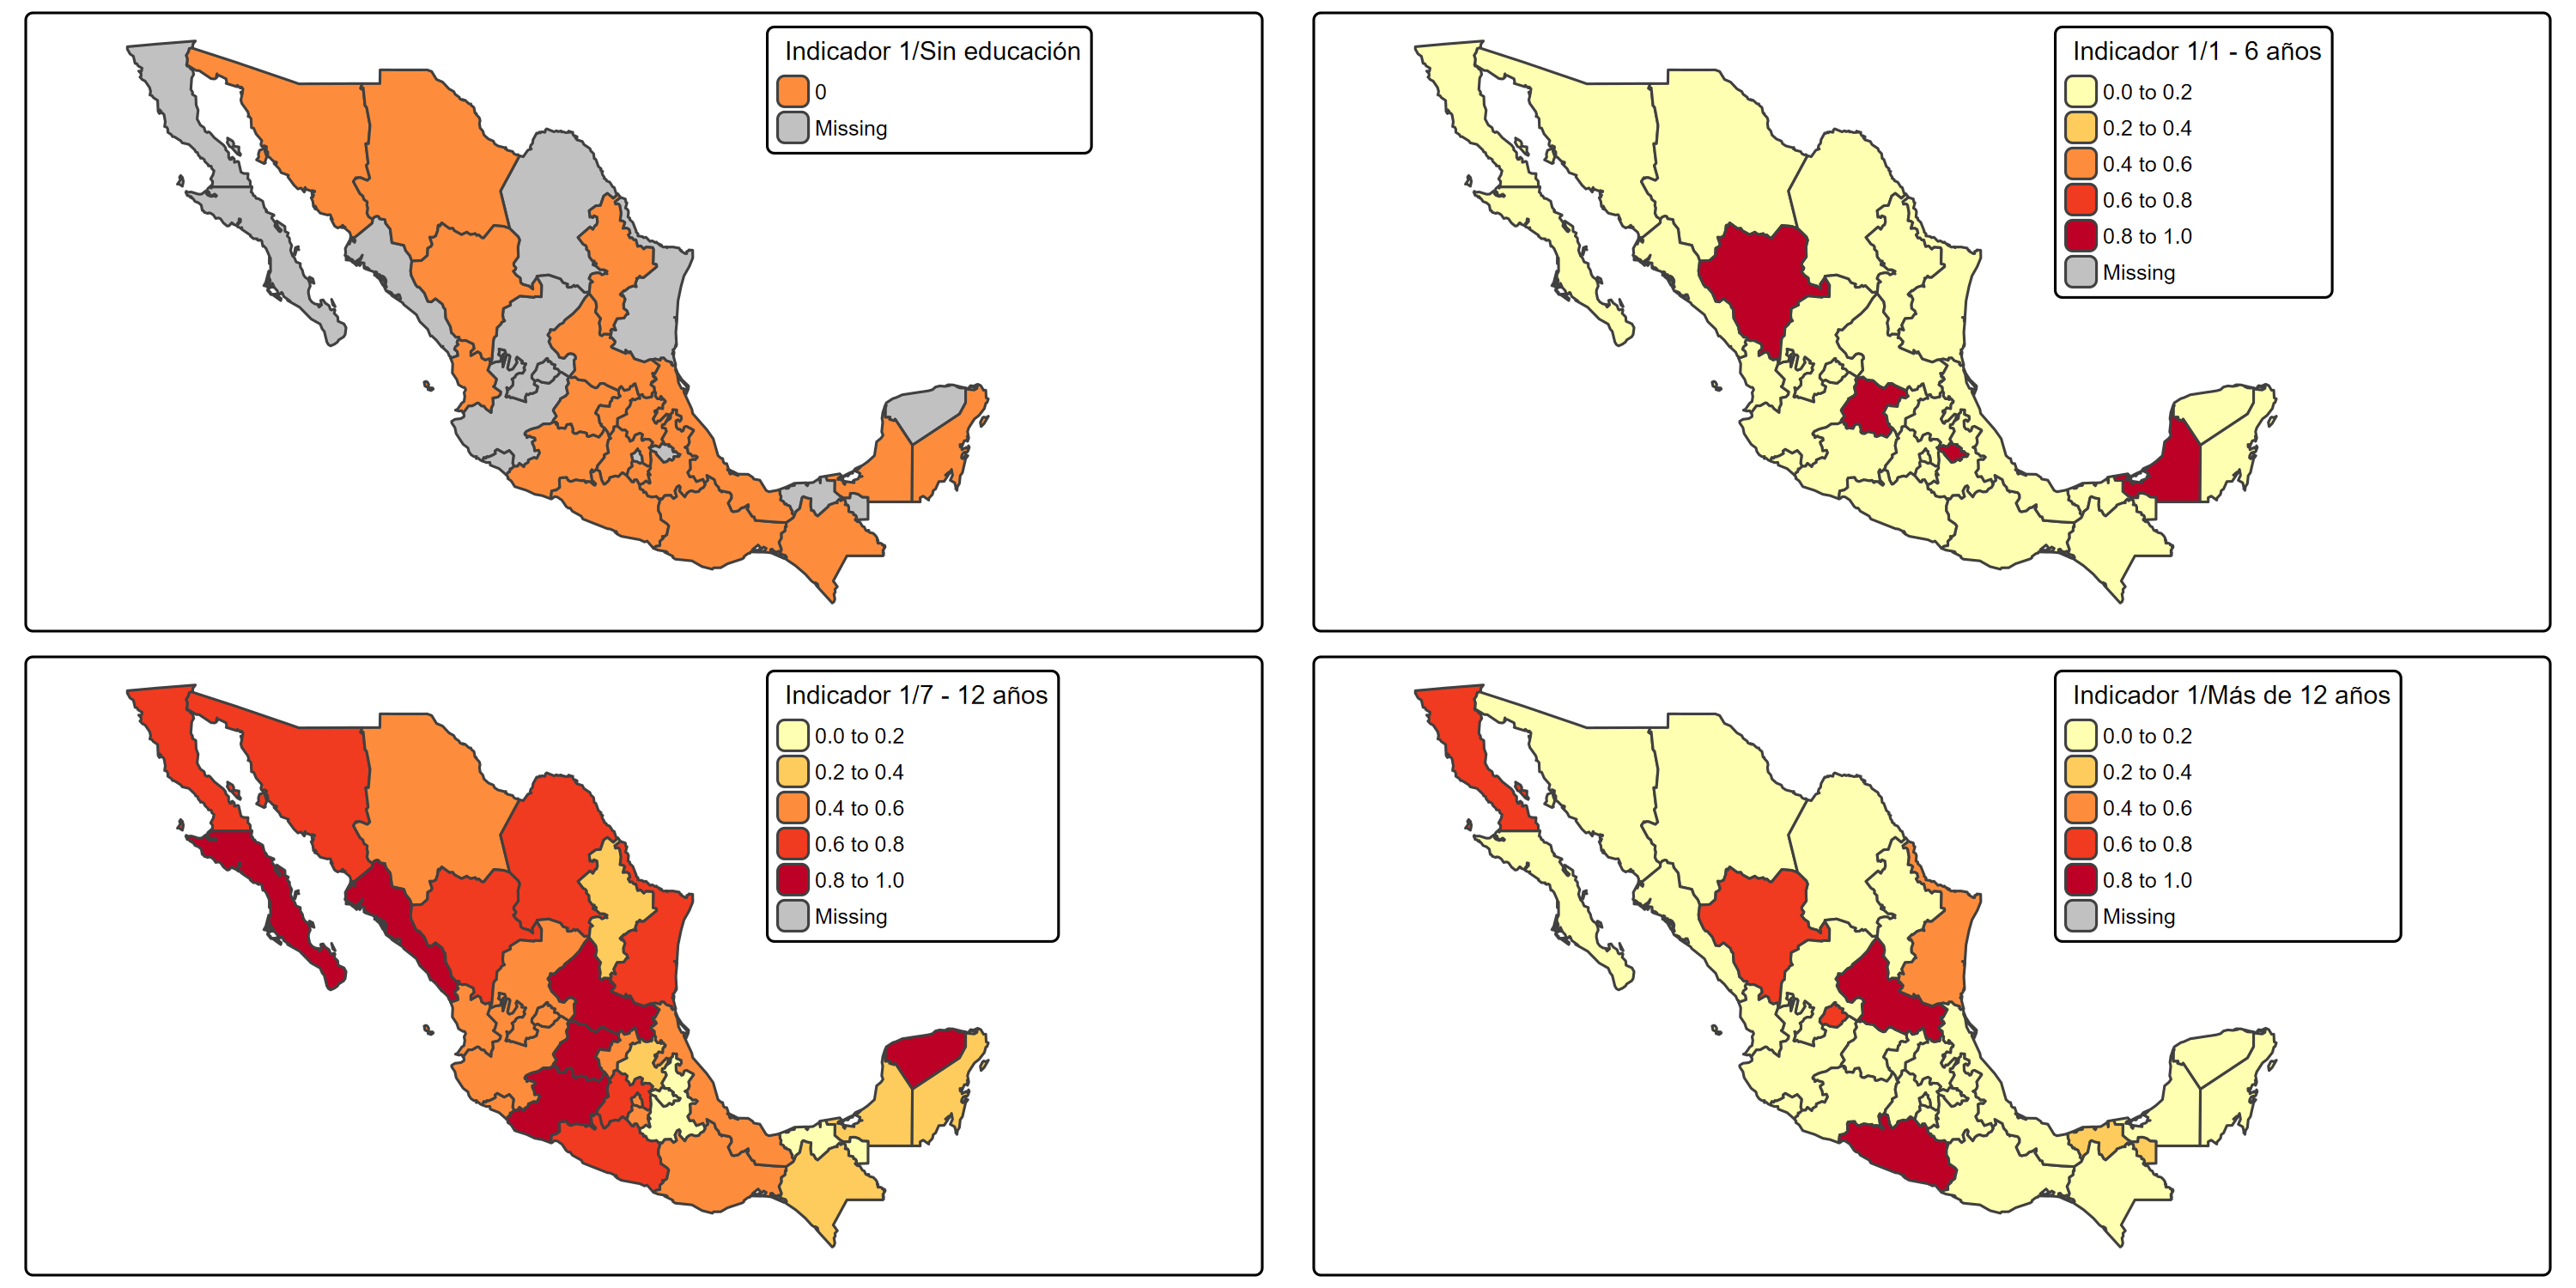 Indicador 1/Sin educación
0
Missing
Indicador 1/1 - 6 años
0.0 to 0.2
0.2 to 0.4
0.4 to 0.6
0.6 to 0.8
0.8 to 1.0
Missing
Indicador 1/7 - 12 años
0.0 to 0.2
0.2 to 0.4
0.4 to 0.6
0.6 to 0.8
0.8 to 1.0
Missing
Indicador 1/Más de 12 años
0.0 to 0.2
0.2 to 0.4
0.4 to 0.6
0.6 to 0.8
0.8 to 1.0
Missing